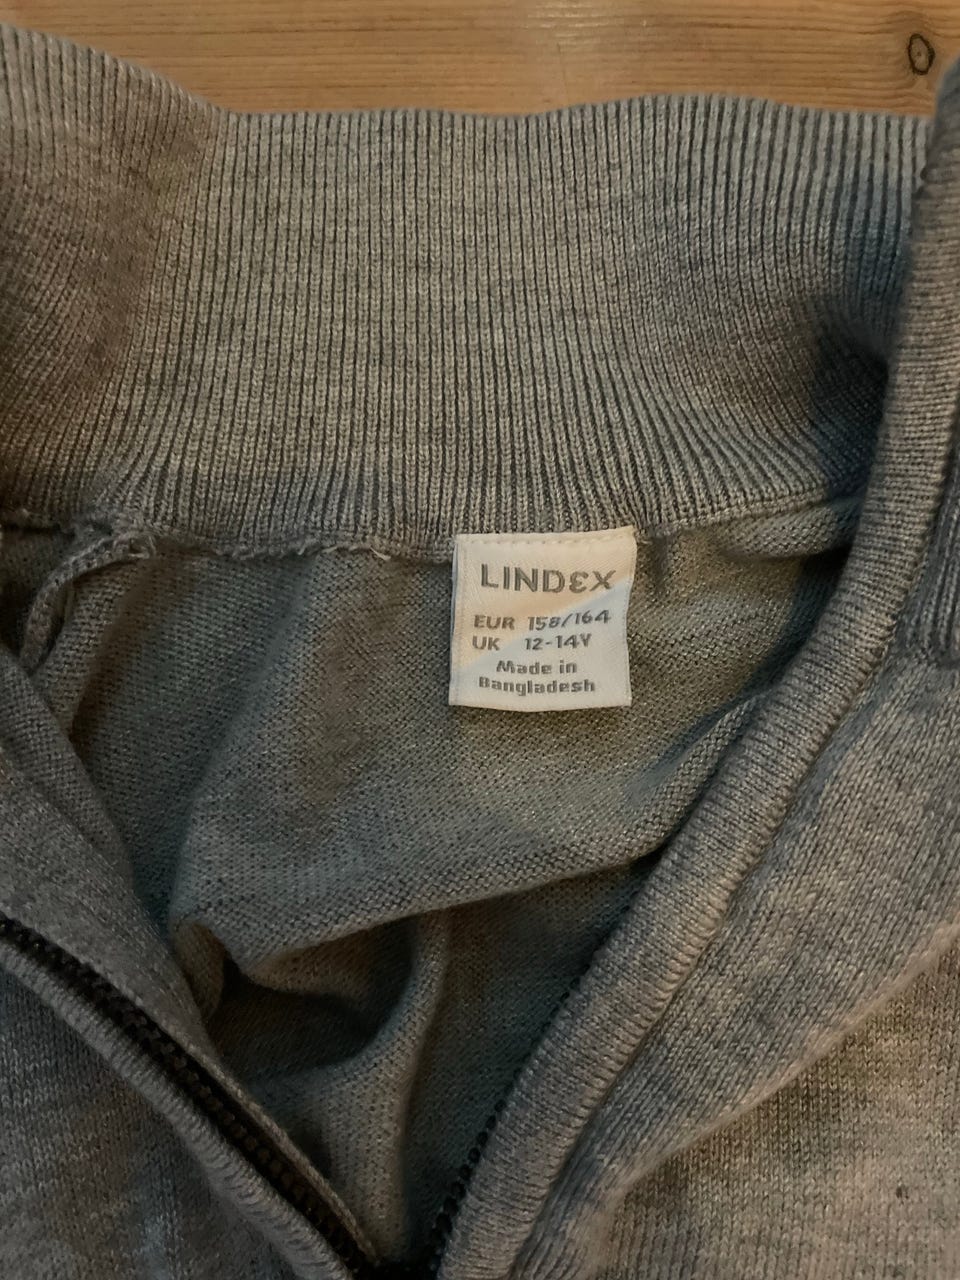 LINDEX
EUR 158/164
UK 12-14Y
Made in
Bangladesh